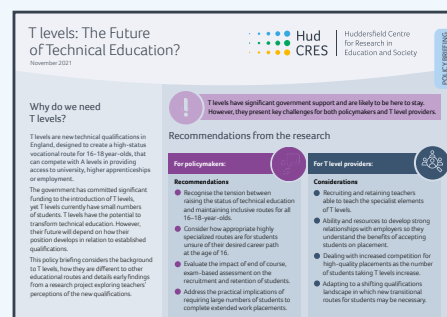 T levels: The Future
of Technical Education?
November 2021
Hud
CRES
Huddersfield Centre
for Research in
Education and Society
POLICY BRIEFING
Why do we need
T levels?
T levels are new technical qualifications in
England, designed to create a high-status
vocational route for 16–18 year-olds, that
can compete with A levels in providing
access to university, higher apprenticeships
or employment.
The government has committed significant
funding to the introduction of T levels,
yet T levels currently have small numbers
of students. T levels have the potential to
transform technical education. However,
their future will depend on how their
position develops in relation to established
qualifications.
This policy briefing considers the background
to T levels, how they are different to other
educational routes and details early findings
from a research project exploring teachers'
perceptions of the new qualifications.
!
T levels have significant government support and are likely to be here to stay.
However, they present key challenges for both policymakers and T level providers.
Recommendations from the research
For policymakers:
Recommendations
Recognise the tension between
raising the status of technical education
and maintaining inclusive routes for all
16–18-year-olds.
Consider how appropriate highly
specialised routes are for students
unsure of their desired career path
at the age of 16.
Evaluate the impact of end of course,
exam-based assessment on the
recruitment and retention of students.
Address the practical implications of
requiring large numbers of students to
complete extended work placements.
For T level providers:
Considerations
Recruiting and retaining teachers
able to teach the specialist elements
of T levels.
Ability and resources to develop strong
relationships with employers so they
understand the benefits of accepting
students on placement.
Dealing with increased competition for
high-quality placements as the number
of students taking T levels increase.
Adapting to a shifting qualifications
landscape in which new transitional
routes for students may be necessary.